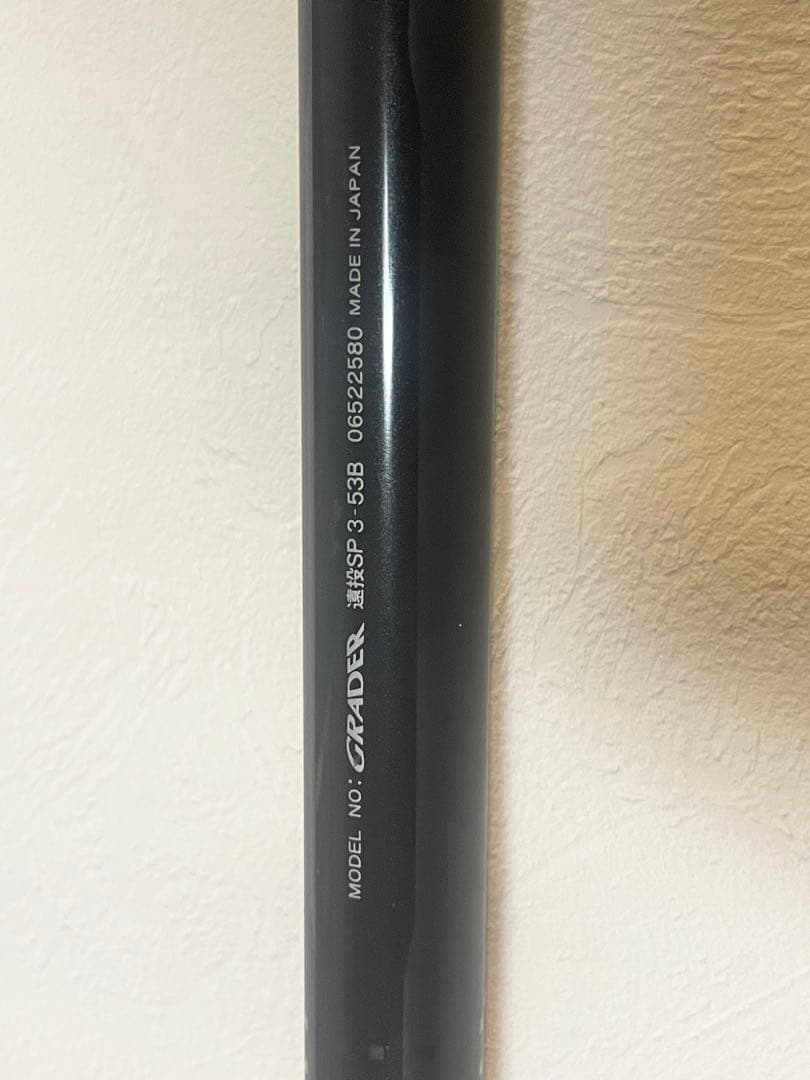 MODEL NO: GRADER 遠投SP 3-53B 06522580 MADE IN JAPAN